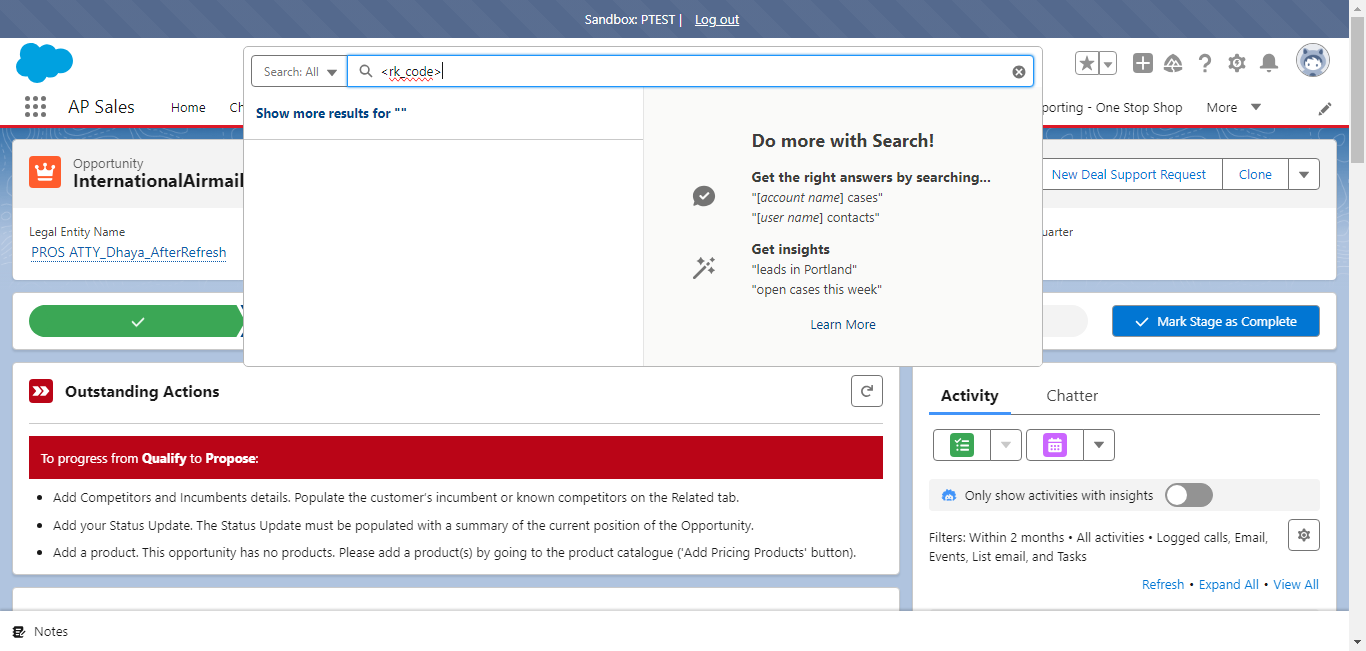 Sandbox: PTEST | Log out
Search: All
<rk_code>
AP Sales
Home
Ch
porting - One Stop Shop
More
Show more results for ""
Do more with Search!
Get the right answers by searching...
"[account name] cases"
"[user name] contacts"
Get insights
"leads in Portland"
"open cases this week"
Learn More
Opportunity
InternationalAirmail
New Deal Support Request
Clone
Legal Entity Name
uarter
PROS ATTY_Dhaya_AfterRefresh
Mark Stage as Complete
Outstanding Actions
To progress from Qualify to Propose:
• Add Competitors and Incumbents details. Populate the customer's incumbent or known competitors on the Related tab.
• Add your Status Update. The Status Update must be populated with a summary of the current position of the Opportunity.
• Add a product. This opportunity has no products. Please add a product(s) by going to the product catalogue ('Add Pricing Products' button).
Activity
Chatter
Only show activities with insights
Filters: Within 2 months • All activities • Logged calls, Email,
Events, List email, and Tasks
Refresh • Expand All • View All
Notes